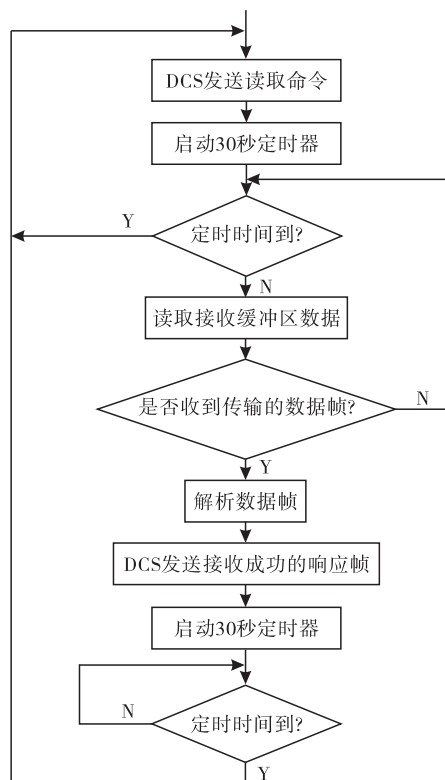 DCS发送读取命令
启动30秒定时器
定时时间到?
Y
N
读取接收缓冲区数据
是否收到传输的数据帧?
N
Y
解析数据帧
DCS发送接收成功的响应帧
启动30秒定时器
N
定时时间到?
Y